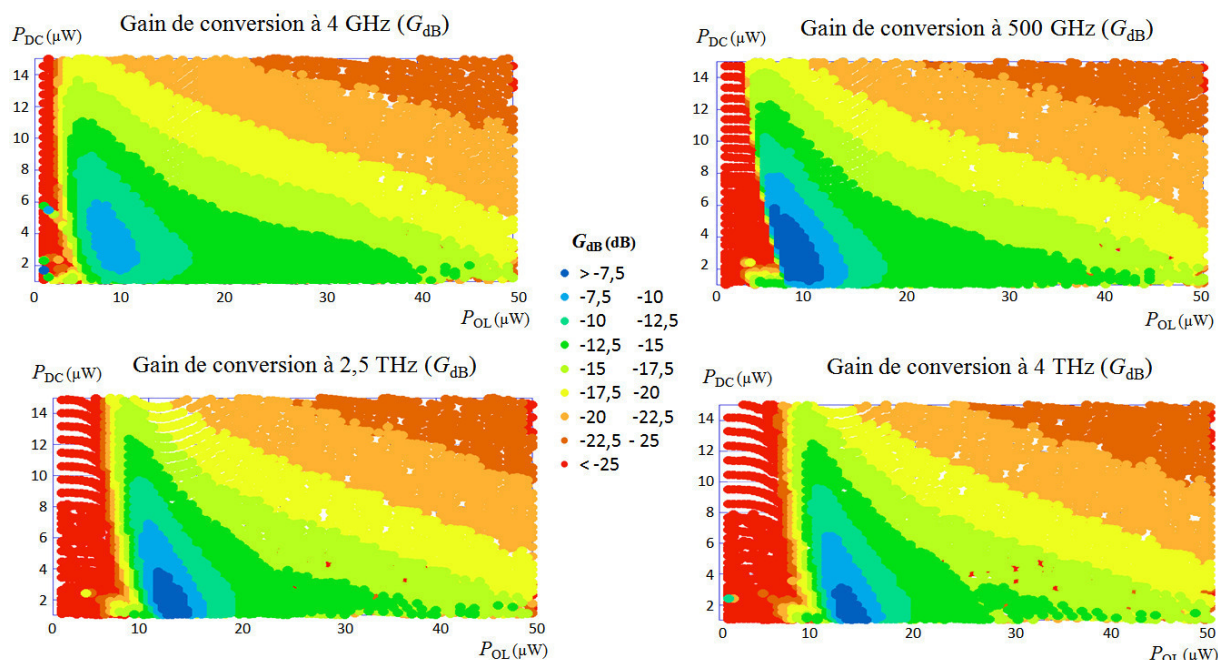 Gain de conversion à 4 GHz (GdB)
PDC (µW)
14
12
10
8
6
4
2
0 10 20 30 40 50
POL (µW)
Gain de conversion à 500 GHz (GdB)
PDC (µW)
14
12
10
8
6
4
2
0 10 20 30 40 50
POL (µW)
GdB (dB)
> -7,5
-7,5 -10
-10 -12,5
-12,5 -15
-15 -17,5
-17,5 -20
-20 -22,5
-22,5 - 25
< -25
Gain de conversion à 2,5 THz (GdB)
PDC (µW)
14
12
10
8
6
4
2
0 10 20 30 40 50
POL (µW)
Gain de conversion à 4 THz (GdB)
PDC (µW)
14
12
10
8
6
4
2
0 10 20 30 40 50
POL (µW)